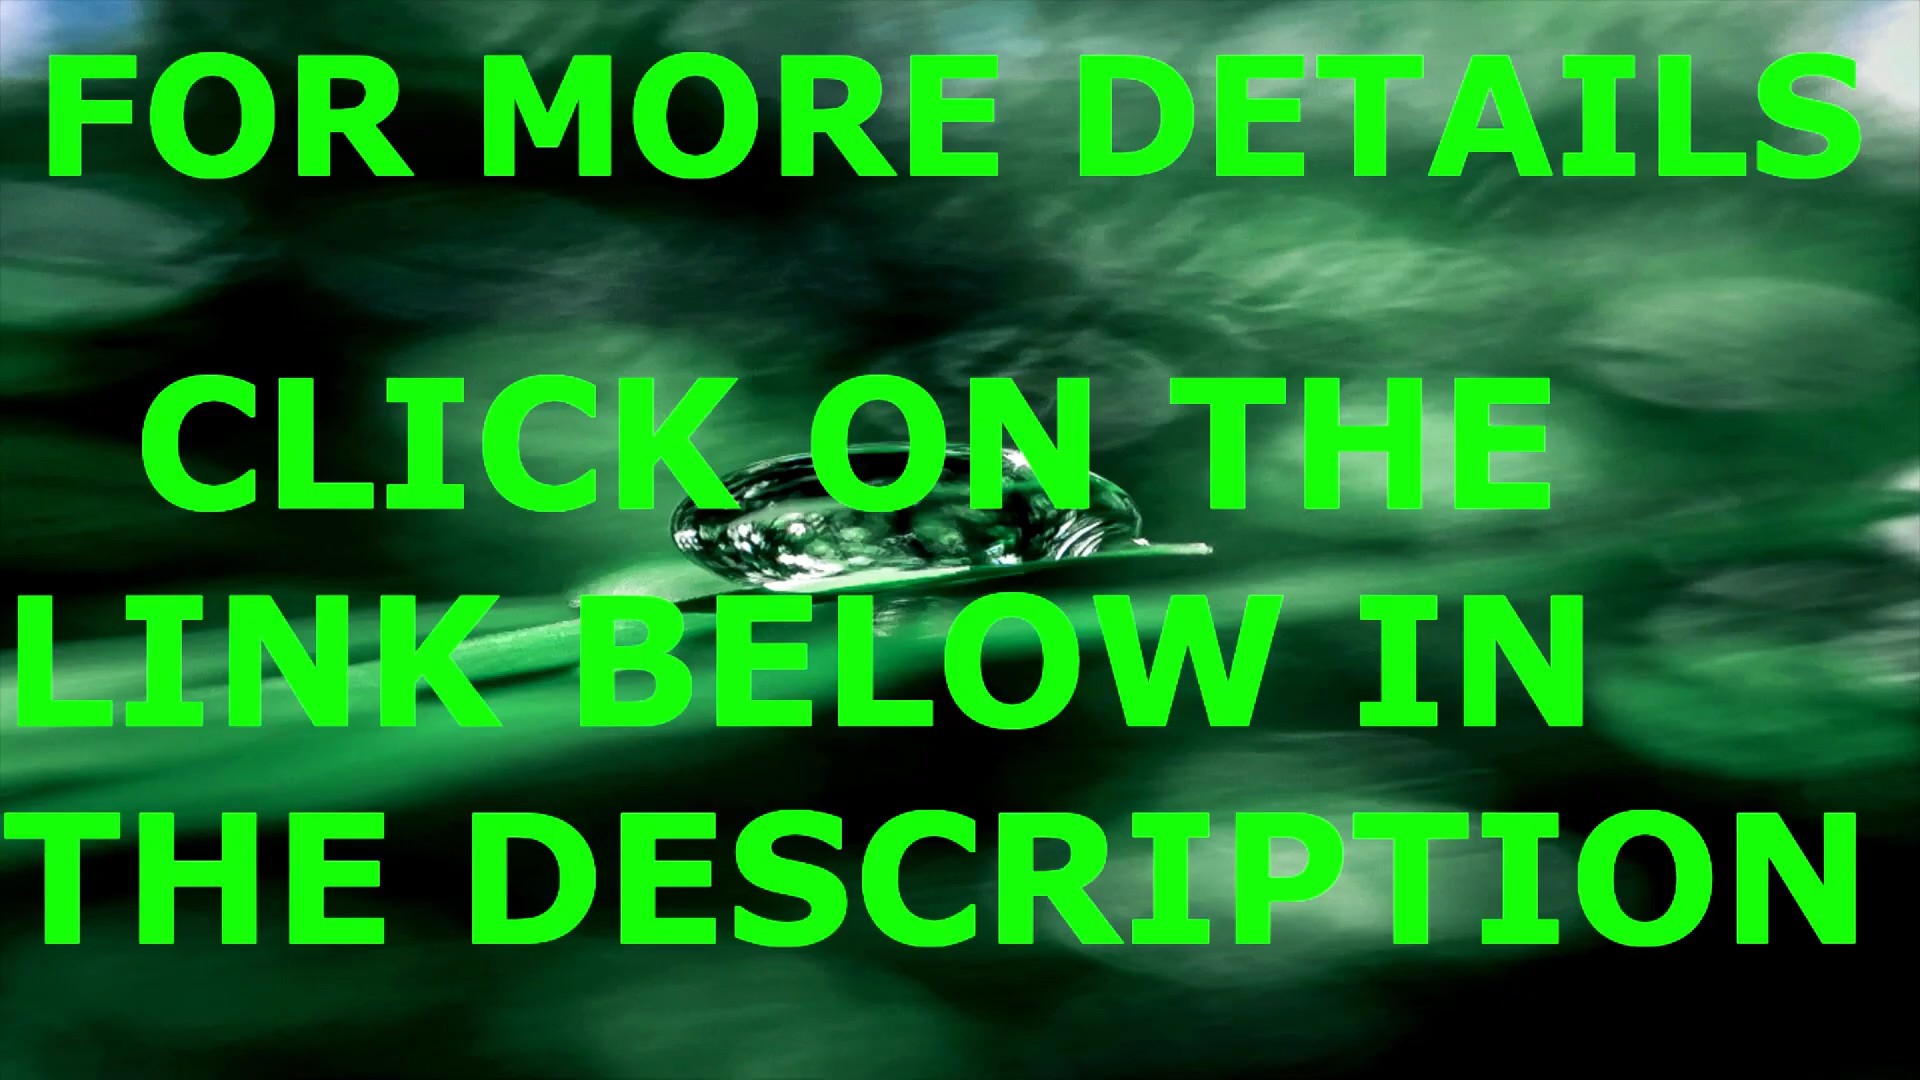 FOR MORE DETAILS
CLICK ON THE
LINK BELOW IN
THE DESCRIPTION